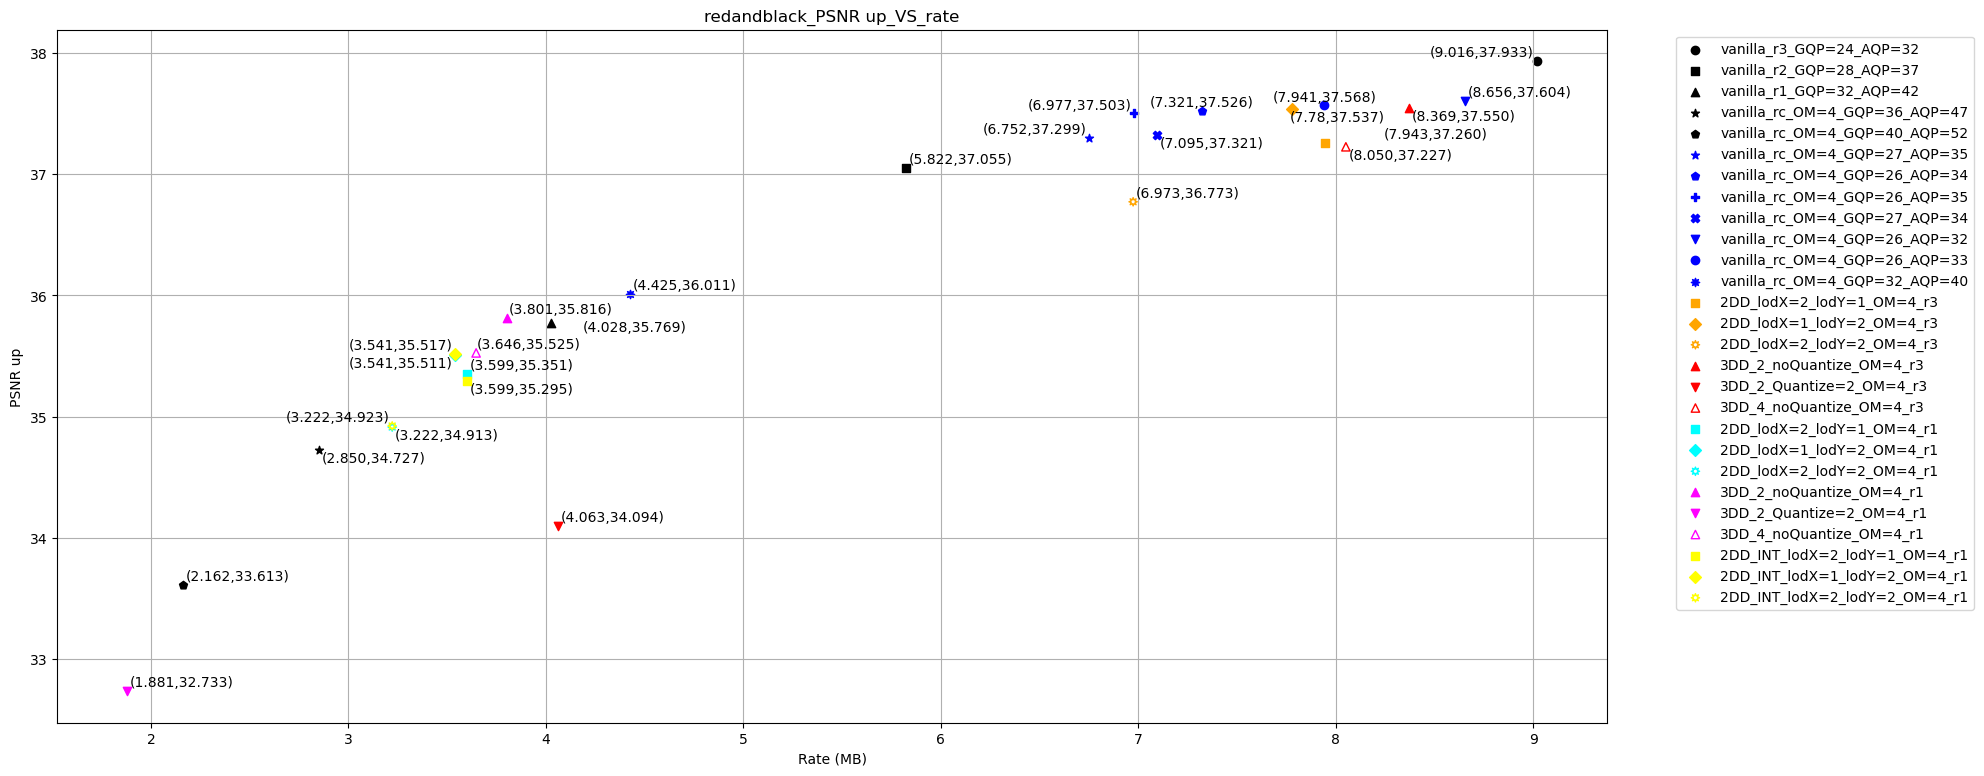 redandblack_PSNR up_VS_rate
PSNR up
38
37
36
35
34
33
(9.016,37.933)
(8.656,37.604)
(7.941,37.568)
(7.321,37.526)
(6.977,37.503)
(7.78,37.537)
(8.369,37.550)
(6.752,37.299)
(7.943,37.260)
(7.095,37.321)
(8.050,37.227)
(5.822,37.055)
(6.973,36.773)
(4.425,36.011)
(3.801,35.816)
(4.028,35.769)
(3.541,35.517)
(3.646,35.525)
(3.541,35.511)
(3.599,35.351)
(3.599,35.295)
(3.222,34.923)
(3.222,34.913)
(2.850,34.727)
(4.063,34.094)
(2.162,33.613)
(1.881,32.733)
2 3 4 5 6 7 8 9
Rate (MB)
vanilla_r3_GQP=24_AQP=32
vanilla_r2_GQP=28_AQP=37
vanilla_r1_GQP=32_AQP=42
vanilla_rc_OM=4_GQP=36_AQP=47
vanilla_rc_OM=4_GQP=40_AQP=52
vanilla_rc_OM=4_GQP=27_AQP=35
vanilla_rc_OM=4_GQP=26_AQP=34
vanilla_rc_OM=4_GQP=26_AQP=35
vanilla_rc_OM=4_GQP=27_AQP=34
vanilla_rc_OM=4_GQP=26_AQP=32
vanilla_rc_OM=4_GQP=26_AQP=33
vanilla_rc_OM=4_GQP=32_AQP=40
2DD_lodX=2_lodY=1_OM=4_r3
2DD_lodX=1_lodY=2_OM=4_r3
2DD_lodX=2_lodY=2_OM=4_r3
3DD_2_noQuantize_OM=4_r3
3DD_2_Quantize=2_OM=4_r3
3DD_4_noQuantize_OM=4_r3
2DD_lodX=2_lodY=1_OM=4_r1
2DD_lodX=1_lodY=2_OM=4_r1
2DD_lodX=2_lodY=2_OM=4_r1
3DD_2_noQuantize_OM=4_r1
3DD_2_Quantize=2_OM=4_r1
3DD_4_noQuantize_OM=4_r1
2DD_INT_lodX=2_lodY=1_OM=4_r1
2DD_INT_lodX=1_lodY=2_OM=4_r1
2DD_INT_lodX=2_lodY=2_OM=4_r1